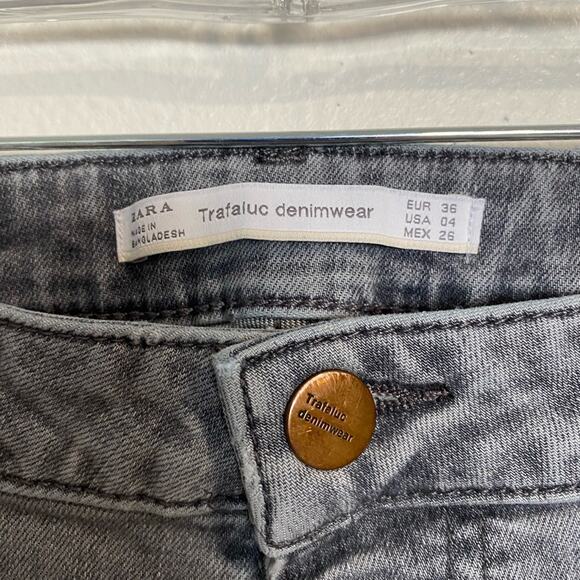 ZARA
MADE IN
BANGLADESH
Trafaluc denimwear
EUR 36
USA 04
MEX 26
Trafaluc
denimwear